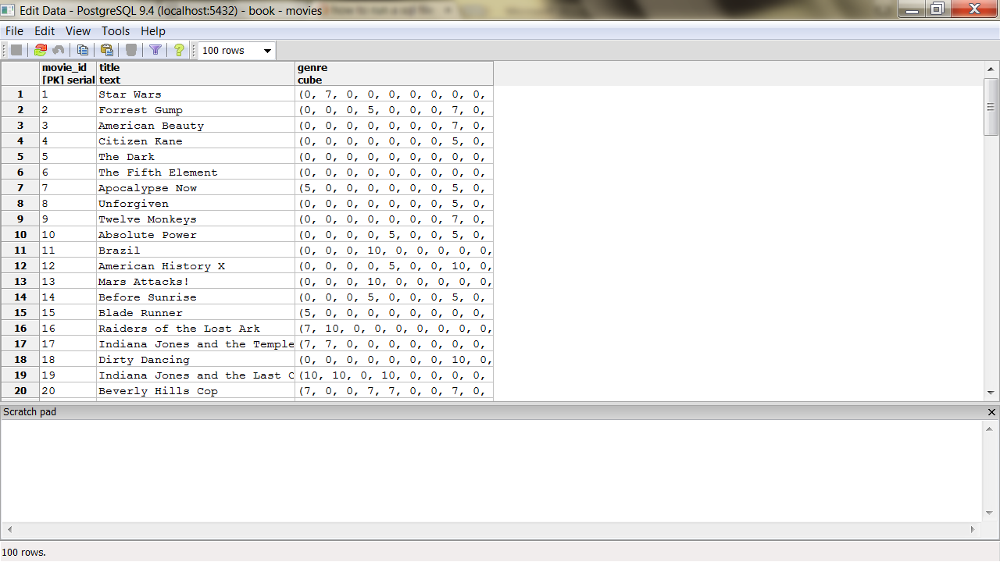 Edit Data - PostgreSQL 9.4 (localhost:5432) - book - movies
File Edit View Tools Help
100 rows
movie_id title genre
[PK] serial text cube
1 1 Star Wars (0, 7, 0, 0, 0, 0, 0, 0, 0,
2 2 Forrest Gump (0, 0, 0, 5, 0, 0, 0, 7, 0,
3 3 American Beauty (0, 0, 0, 0, 0, 0, 0, 7, 0,
4 4 Citizen Kane (0, 0, 0, 0, 0, 0, 0, 5, 0,
5 5 The Dark (0, 0, 0, 0, 0, 0, 0, 0, 0,
6 6 The Fifth Element (0, 0, 0, 0, 0, 0, 0, 0, 0,
7 7 Apocalypse Now (5, 0, 0, 0, 0, 0, 0, 5, 0,
8 8 Unforgiven (0, 0, 0, 0, 0, 0, 0, 5, 0,
9 9 Twelve Monkeys (0, 0, 0, 0, 0, 0, 0, 7, 0,
10 10 Absolute Power (0, 0, 0, 0, 5, 0, 0, 5, 0,
11 11 Brazil (0, 0, 0, 10, 0, 0, 0, 0, 0,
12 12 American History X (0, 0, 0, 0, 5, 0, 0, 10, 0,
13 13 Mars Attacks! (0, 0, 0, 10, 0, 0, 0, 0, 0,
14 14 Before Sunrise (0, 0, 0, 5, 0, 0, 0, 5, 0,
15 15 Blade Runner (5, 0, 0, 0, 0, 0, 0, 0, 0,
16 16 Raiders of the Lost Ark (7, 10, 0, 0, 0, 0, 0, 0, 0,
17 17 Indiana Jones and the Temple (7, 7, 0, 0, 0, 0, 0, 0, 0,
18 18 Dirty Dancing (0, 0, 0, 0, 0, 0, 0, 10, 0,
19 19 Indiana Jones and the Last C (10, 10, 0, 10, 0, 0, 0, 0,
20 20 Beverly Hills Cop (7, 0, 0, 7, 7, 0, 0, 7, 0,
Scratch pad
100 rows.